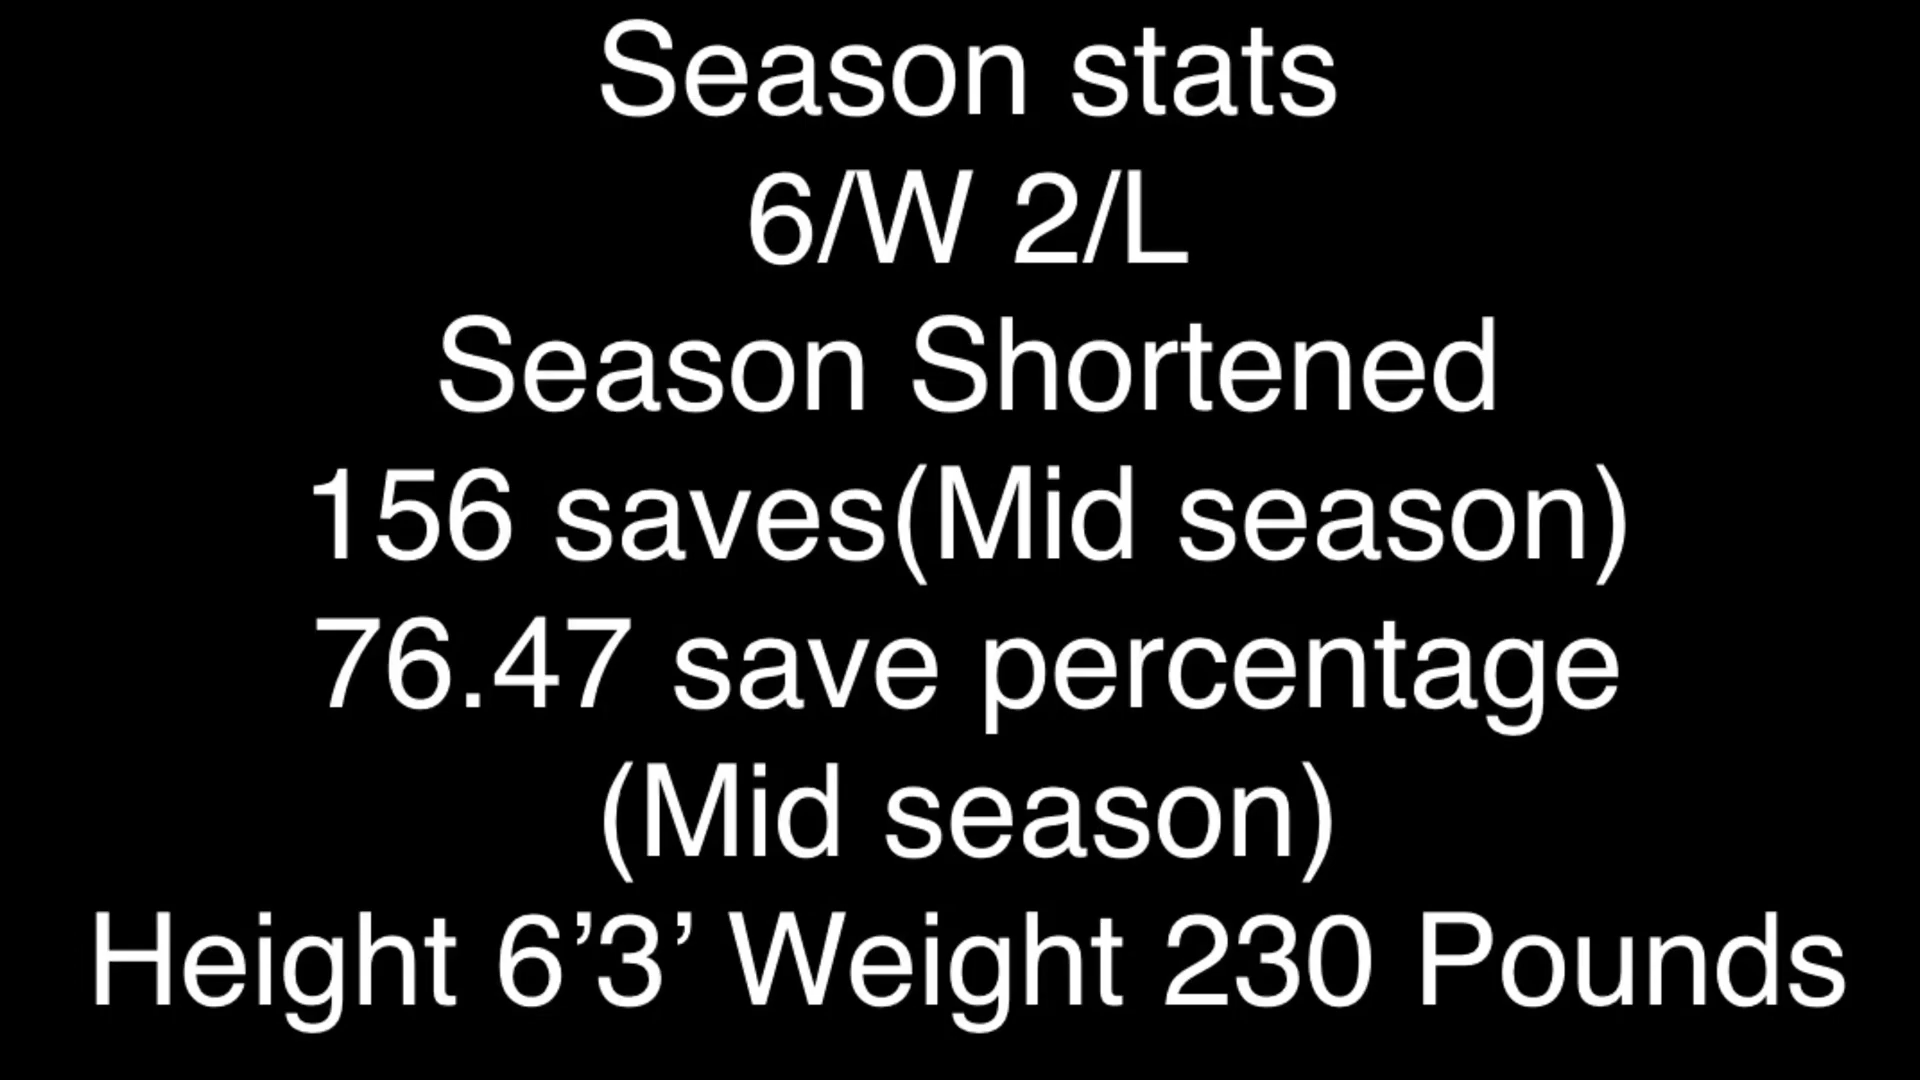 Season stats
6/W 2/L
Season Shortened
156 saves(Mid season)
76.47 save percentage
(Mid season)
Height 6’3’ Weight 230 Pounds